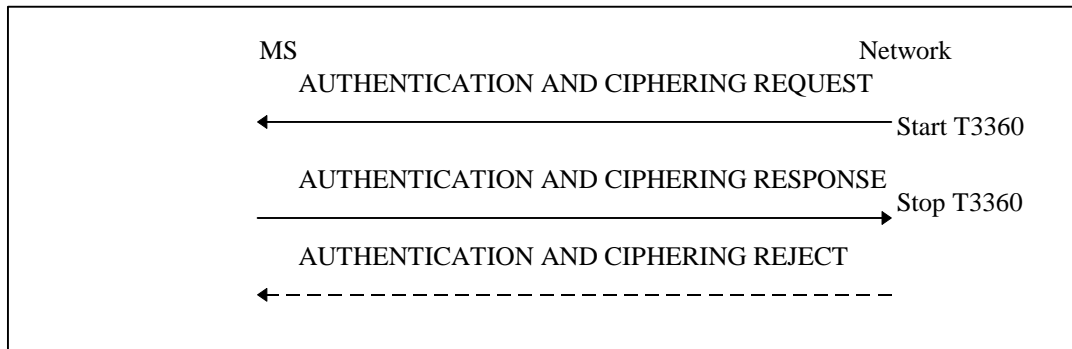 MS Network
AUTHENTICATION AND CIPHERING REQUEST
Start T3360
AUTHENTICATION AND CIPHERING RESPONSE
Stop T3360
AUTHENTICATION AND CIPHERING REJECT